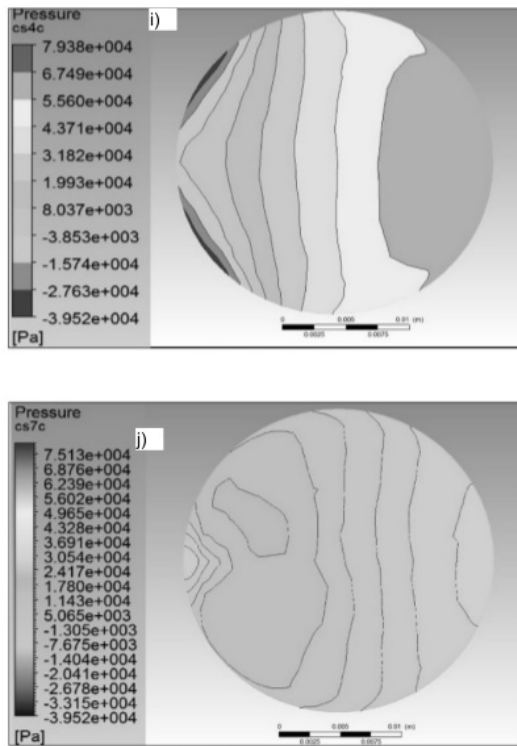 Pressure
cs4c
i)
7.938e+004
6.749e+004
5.560e+004
4.371e+004
3.182e+004
1.993e+004
8.037e+003
-3.853e+003
-1.574e+004
-2.763e+004
-3.952e+004
[Pa]
0 0.005 0.01 (m)
0.0025 0.0075
Pressure
cs7c
j)
7.513e+004
6.876e+004
6.239e+004
5.602e+004
4.965e+004
4.328e+004
3.691e+004
3.054e+004
2.417e+004
1.780e+004
1.143e+004
5.065e+003
-1.305e+003
-7.675e+003
-1.404e+004
-2.041e+004
-2.678e+004
-3.315e+004
-3.952e+004
[Pa]
0 0.005 0.01 (m)
0.0025 0.0075